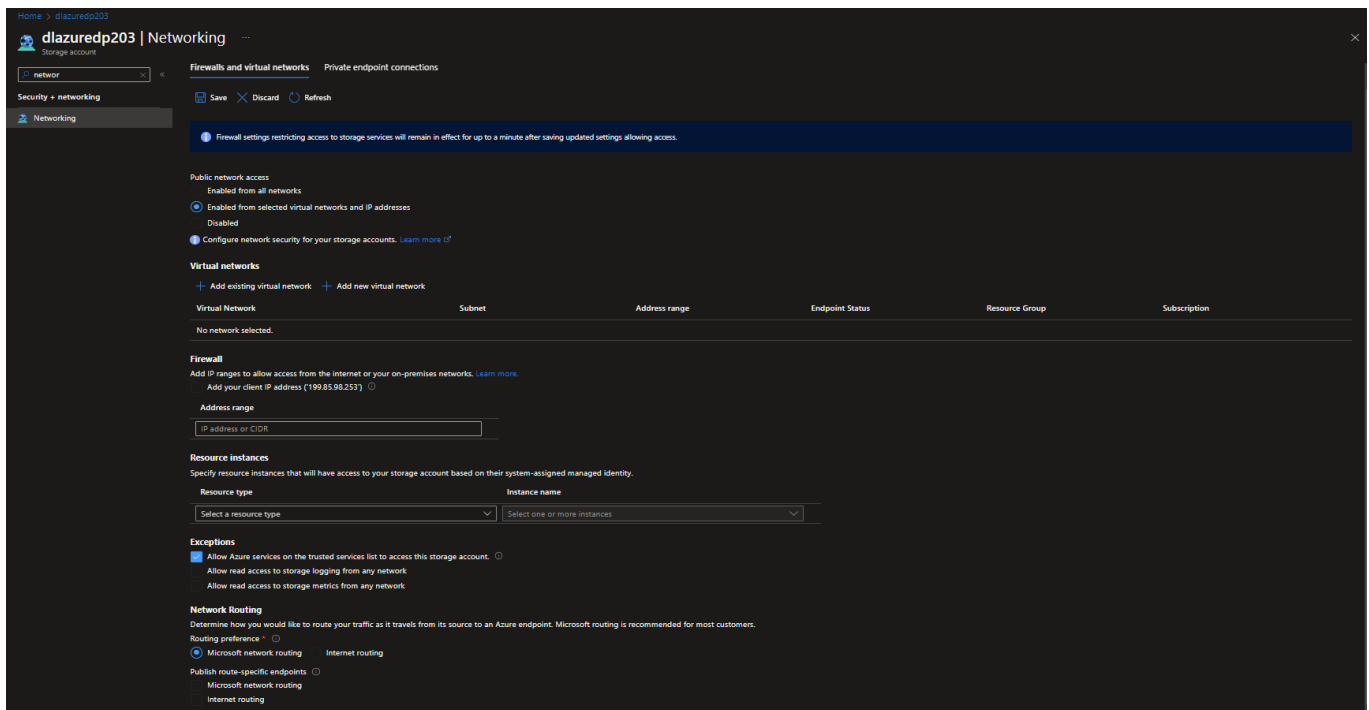 Home > dlazuredp203
dlazuredp203 | Networking ...
Storage account
networ
Security + networking
Networking
Firewalls and virtual networks Private endpoint connections
Save Discard Refresh
Firewall settings restricting access to storage services will remain in effect for up to a minute after saving updated settings allowing access.
Public network access
Enabled from all networks
Enabled from selected virtual networks and IP addresses
Disabled
Configure network security for your storage accounts. Learn more
Virtual networks
+ Add existing virtual network + Add new virtual network
Virtual Network Subnet Address range Endpoint Status Resource Group Subscription
No network selected.
Firewall
Add IP ranges to allow access from the internet or your on-premises networks. Learn more.
Add your client IP address ('199.85.98.253')
Address range
IP address or CIDR
Resource instances
Specify resource instances that will have access to your storage account based on their system-assigned managed identity.
Resource type Instance name
Select a resource type Select one or more instances
Exceptions
Allow Azure services on the trusted services list to access this storage account.
Allow read access to storage logging from any network
Allow read access to storage metrics from any network
Network Routing
Determine how you would like to route your traffic as it travels from its source to an Azure endpoint. Microsoft routing is recommended for most customers.
Routing preference *
Microsoft network routing Internet routing
Publish route-specific endpoints
Microsoft network routing
Internet routing